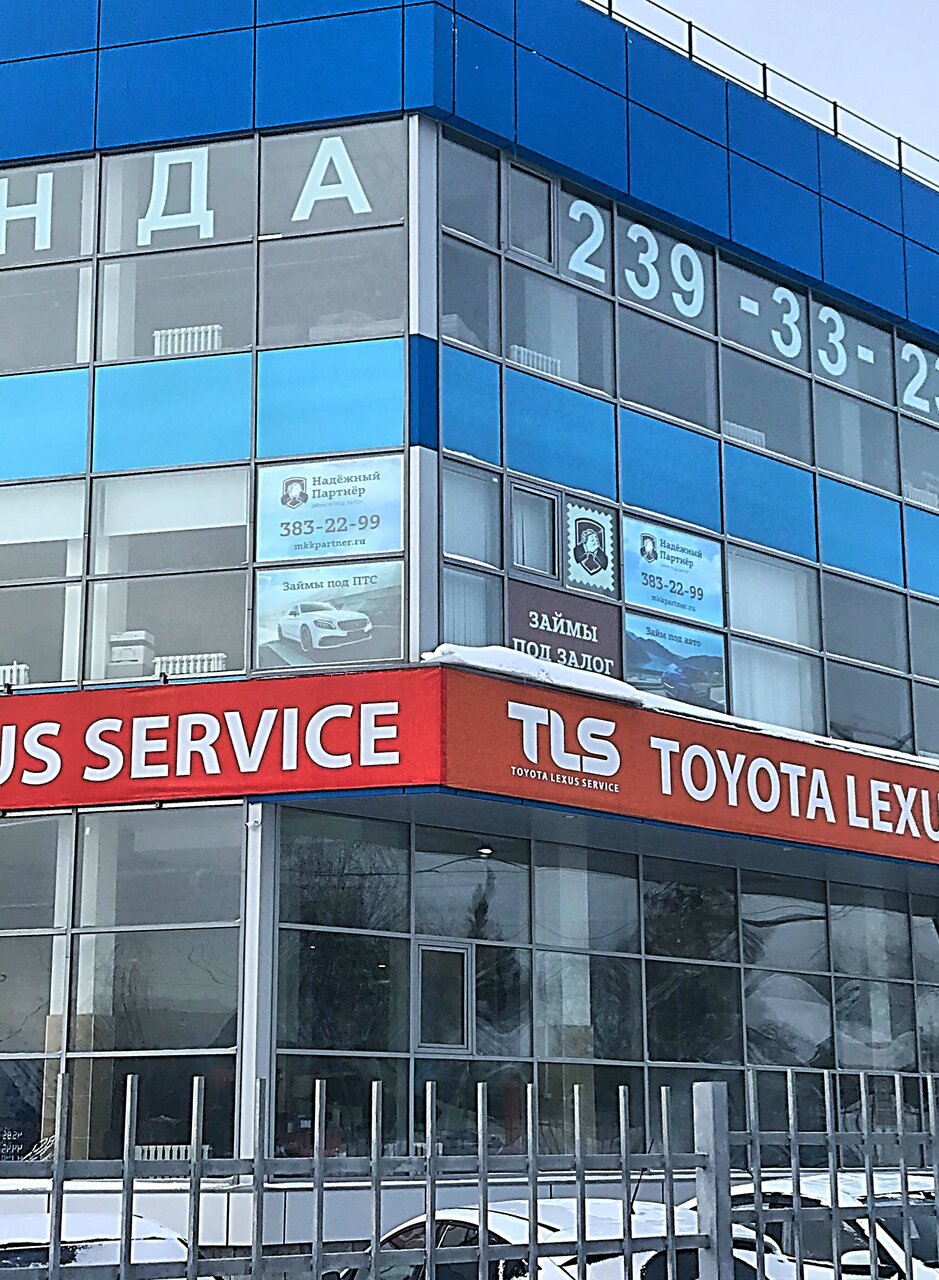 НДА
239-33-23
Надёжный
Партнёр
383-22-99
mkkpartner.ru
Займы под ПТС
Надёжный
Партнёр
383-22-99
mkkpartner.ru
ЗАЙМЫ
ПОД ЗАЛОГ
Займ под авто
US SERVICE
TLS
TOYOTA LEXUS SERVICE
TOYOTA LEXU